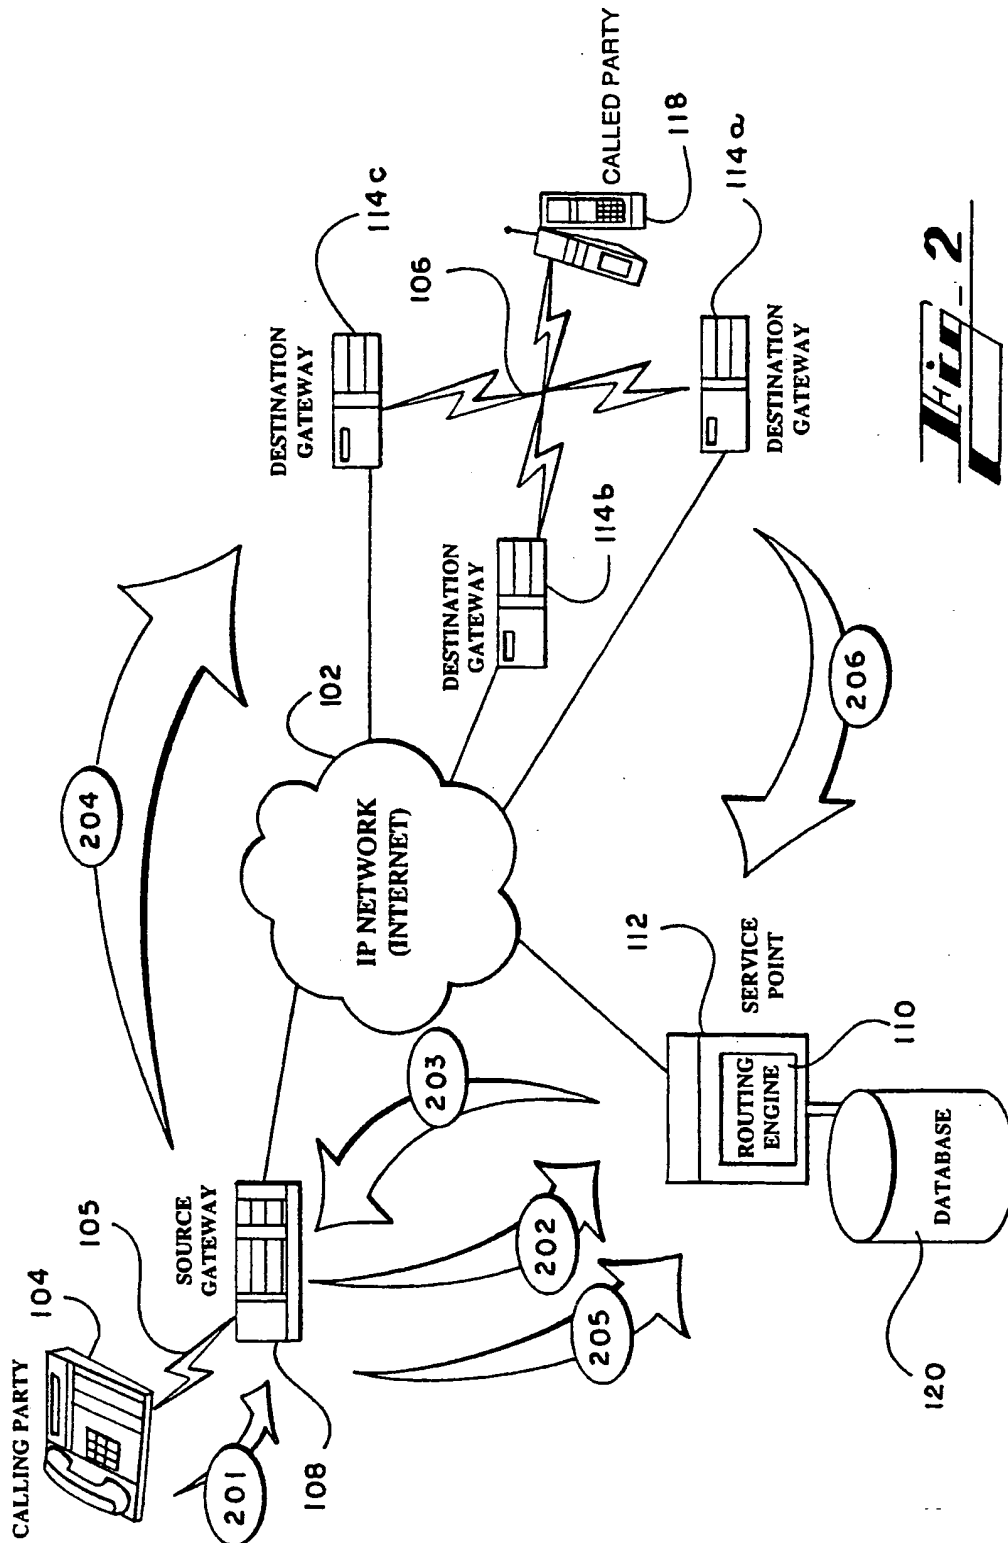 CALLING PARTY
104
105
201
108
SOURCE
GATEWAY
202
205
203
204
IP NETWORK
(INTERNET)
102
DESTINATION
GATEWAY
114c
DESTINATION
GATEWAY
114b
106
CALLED PARTY
118
DESTINATION
GATEWAY
114a
206
112
SERVICE
POINT
ROUTING
ENGINE
110
DATABASE
120
Fig_2